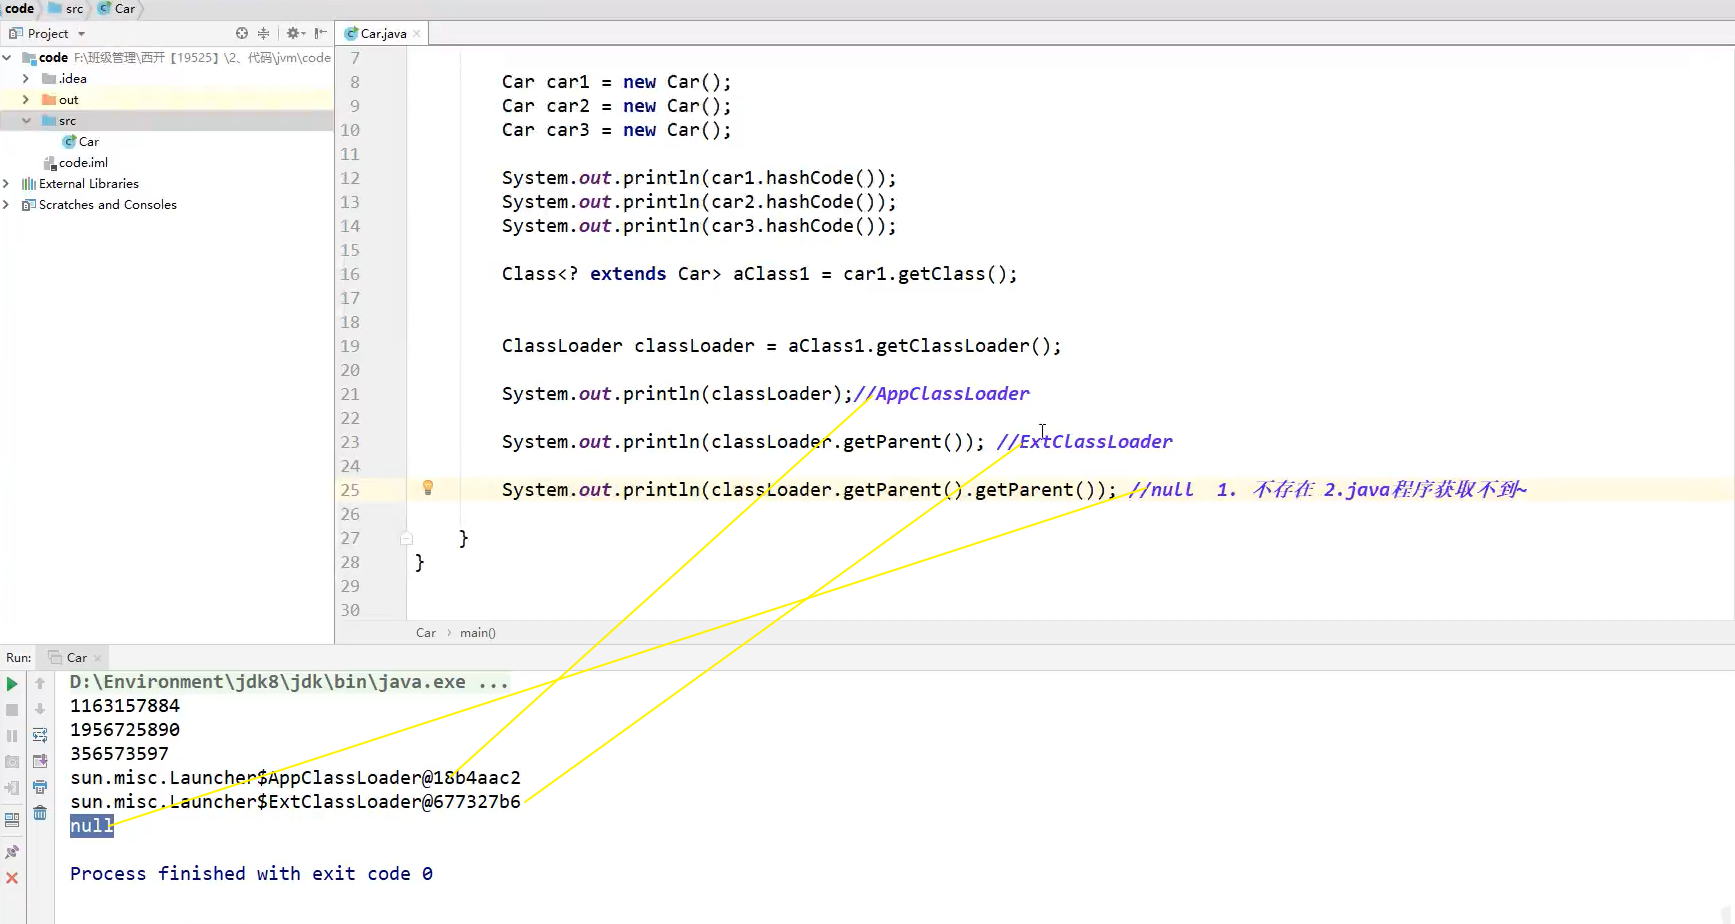 code src Car
Project
Car.java
code F:\班级管理\西开【19525】\2、代码\jvm\code
.idea
out
src
Car
code.iml
External Libraries
Scratches and Consoles
7
8 Car car1 = new Car();
9 Car car2 = new Car();
10 Car car3 = new Car();
11
12 System.out.println(car1.hashCode());
13 System.out.println(car2.hashCode());
14 System.out.println(car3.hashCode());
15
16 Class<? extends Car> aClass1 = car1.getClass();
17
18
19 ClassLoader classLoader = aClass1.getClassLoader();
20
21 System.out.println(classLoader);//AppClassLoader
22
23 System.out.println(classLoader.getParent()); //ExtClassLoader
24
25 System.out.println(classLoader.getParent().getParent()); //null 1. 不存在 2.java程序获取不到~
26
27 }
28 }
29
30
Car › main()
Run: Car
D:\Environment\jdk8\jdk\bin\java.exe ...
1163157884
1956725890
356573597
sun.misc.Launcher$AppClassLoader@18b4aac2
sun.misc.Launcher$ExtClassLoader@677327b6
null
Process finished with exit code 0